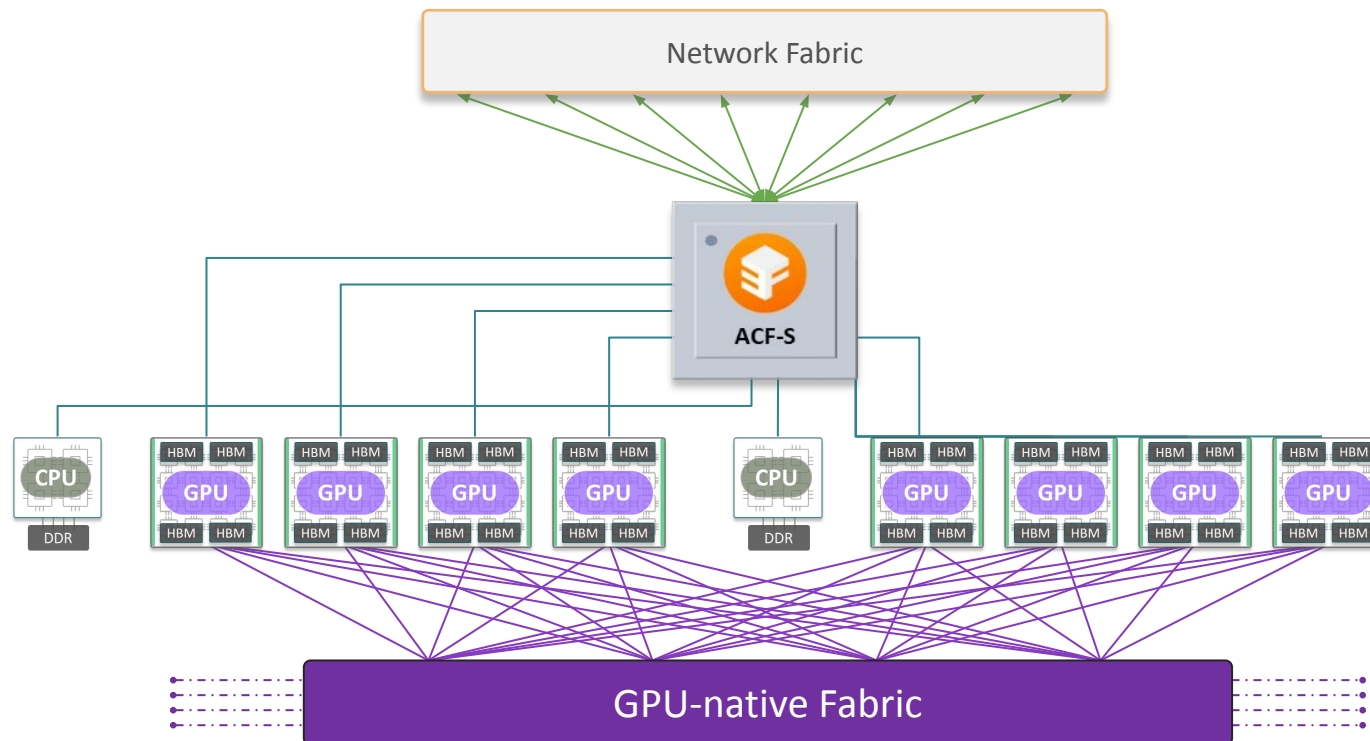 Network Fabric
ACF-S
HBM HBM HBM HBM HBM HBM HBM HBM HBM HBM HBM HBM HBM HBM HBM HBM
CPU GPU GPU GPU GPU CPU GPU GPU GPU GPU
DDR HBM HBM HBM HBM HBM HBM HBM HBM DDR HBM HBM HBM HBM HBM HBM HBM HBM
GPU-native Fabric